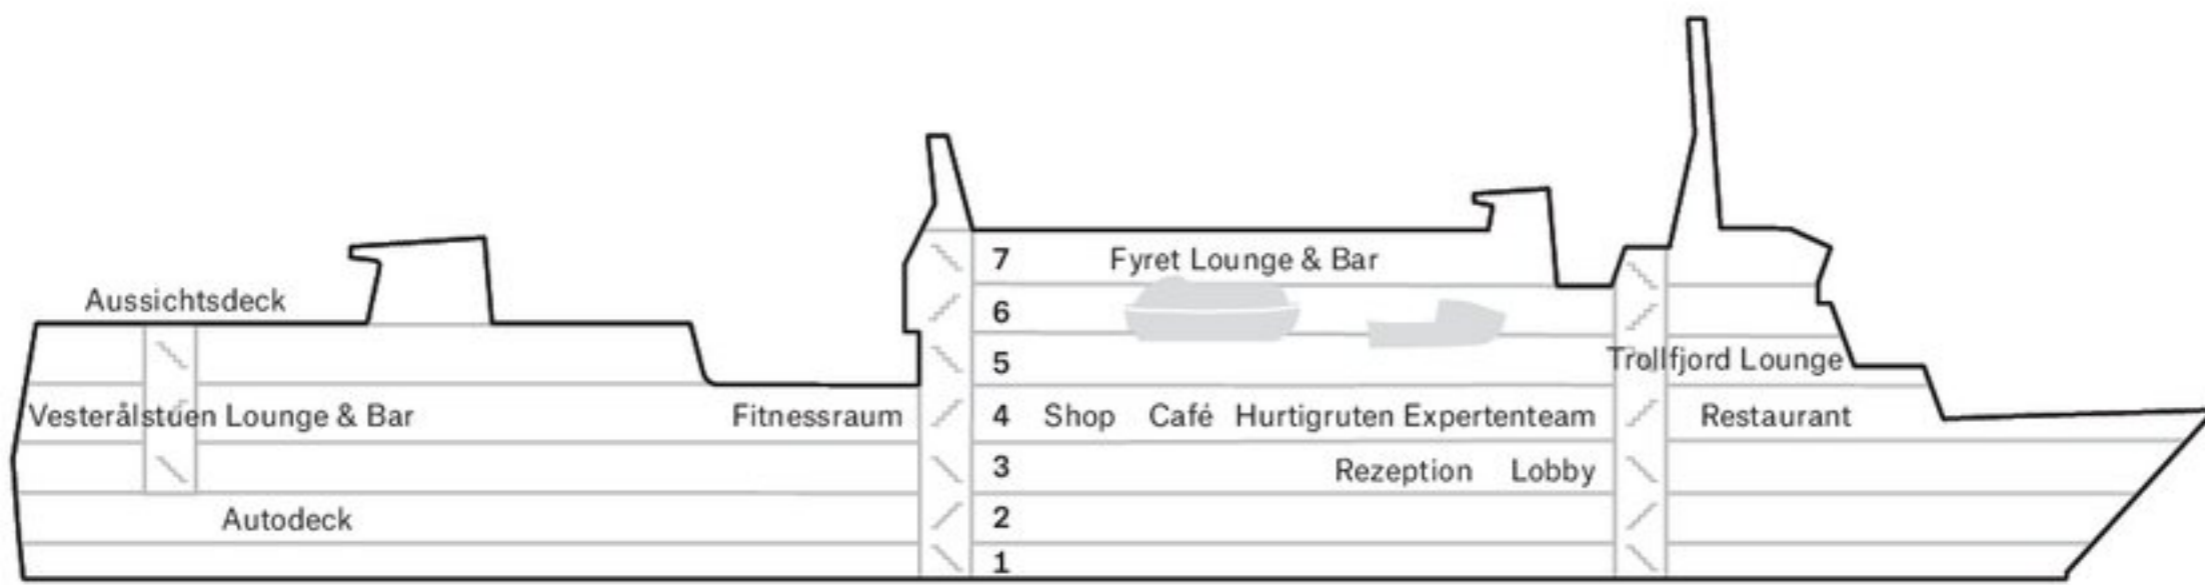 7 Fyret Lounge & Bar
Aussichtsdeck
6
5 Trollfjord Lounge
Vesterålstuen Lounge & Bar Fitnessraum 4 Shop Café Hurtigruten Expertenteam Restaurant
3 Rezeption Lobby
Autodeck 2
1